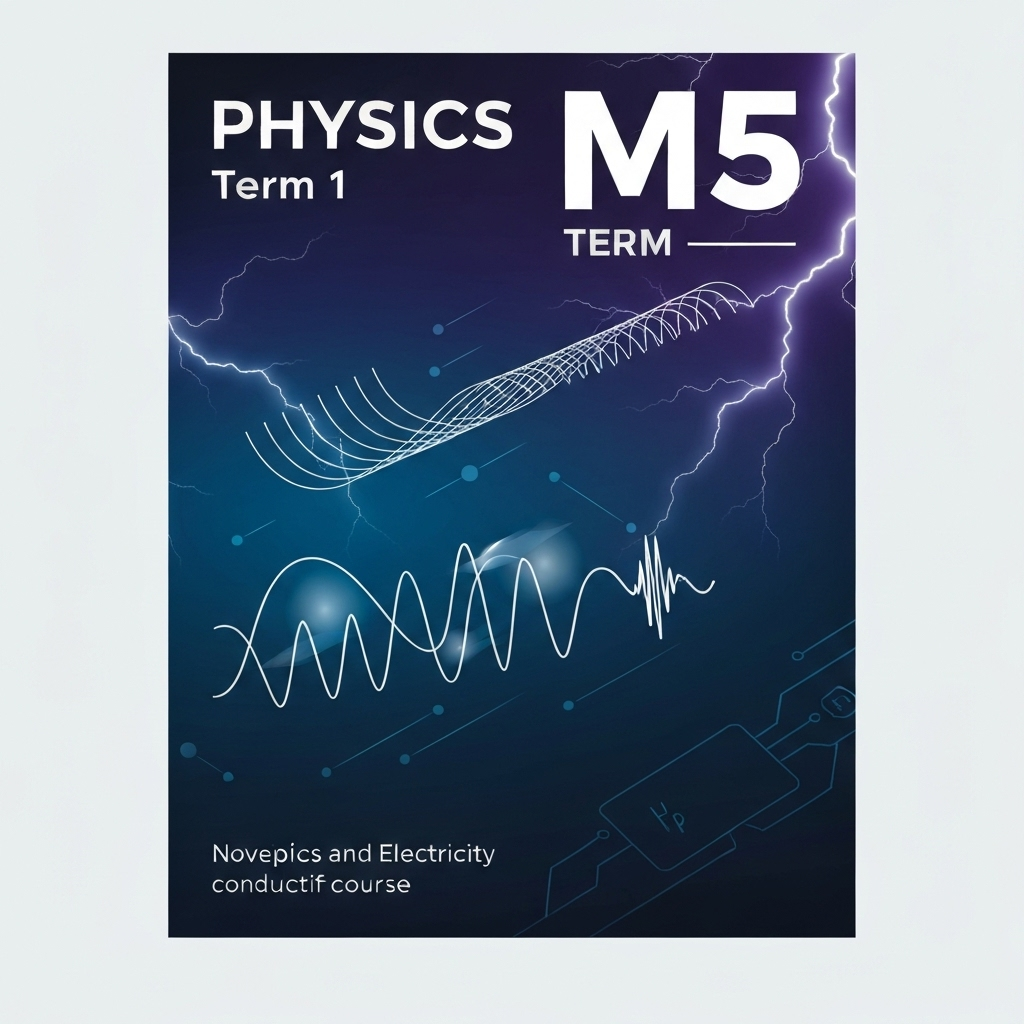 PHYSICS
Term 1
M5
TERM
Novepics and Electricity
conductif course